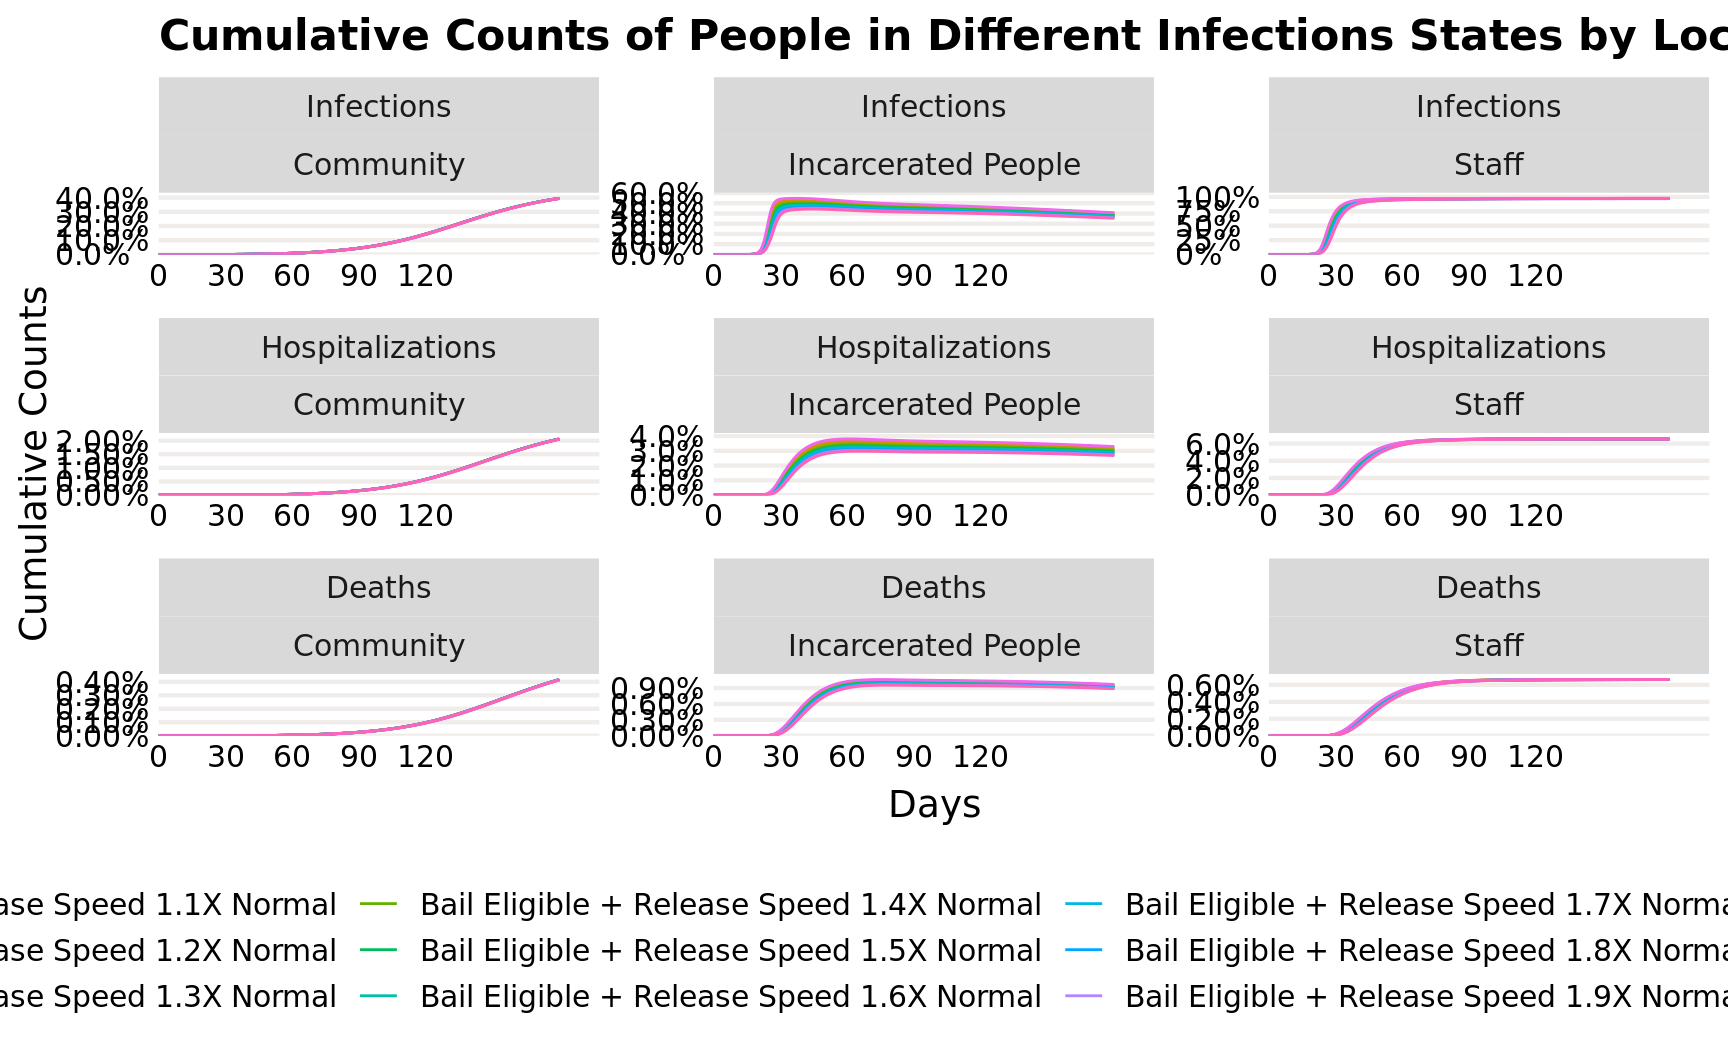 Cumulative Counts of People in Different Infections States by Loc
Infections Infections Infections
Community Incarcerated People Staff
40.0% 60.0% 100%
30.0% 50.0% 75%
20.0% 40.0% 50%
10.0% 30.0% 25%
0.0% 20.0% 0%
10.0%
0.0%
0 30 60 90 120 0 30 60 90 120 0 30 60 90 120
Hospitalizations Hospitalizations Hospitalizations
Community Incarcerated People Staff
2.00% 4.0% 6.0%
1.50% 3.0% 4.0%
1.00% 2.0% 2.0%
0.50% 1.0% 0.0%
0.00% 0.0%
0 30 60 90 120 0 30 60 90 120 0 30 60 90 120
Deaths Deaths Deaths
Community Incarcerated People Staff
0.40% 0.90% 0.60%
0.30% 0.60% 0.40%
0.20% 0.30% 0.20%
0.10% 0.00% 0.00%
0.00%
0 30 60 90 120 0 30 60 90 120 0 30 60 90 120
Cumulative Counts
Days
ase Speed 1.1X Normal Bail Eligible + Release Speed 1.4X Normal Bail Eligible + Release Speed 1.7X Norma
ase Speed 1.2X Normal Bail Eligible + Release Speed 1.5X Normal Bail Eligible + Release Speed 1.8X Norma
ase Speed 1.3X Normal Bail Eligible + Release Speed 1.6X Normal Bail Eligible + Release Speed 1.9X Norma